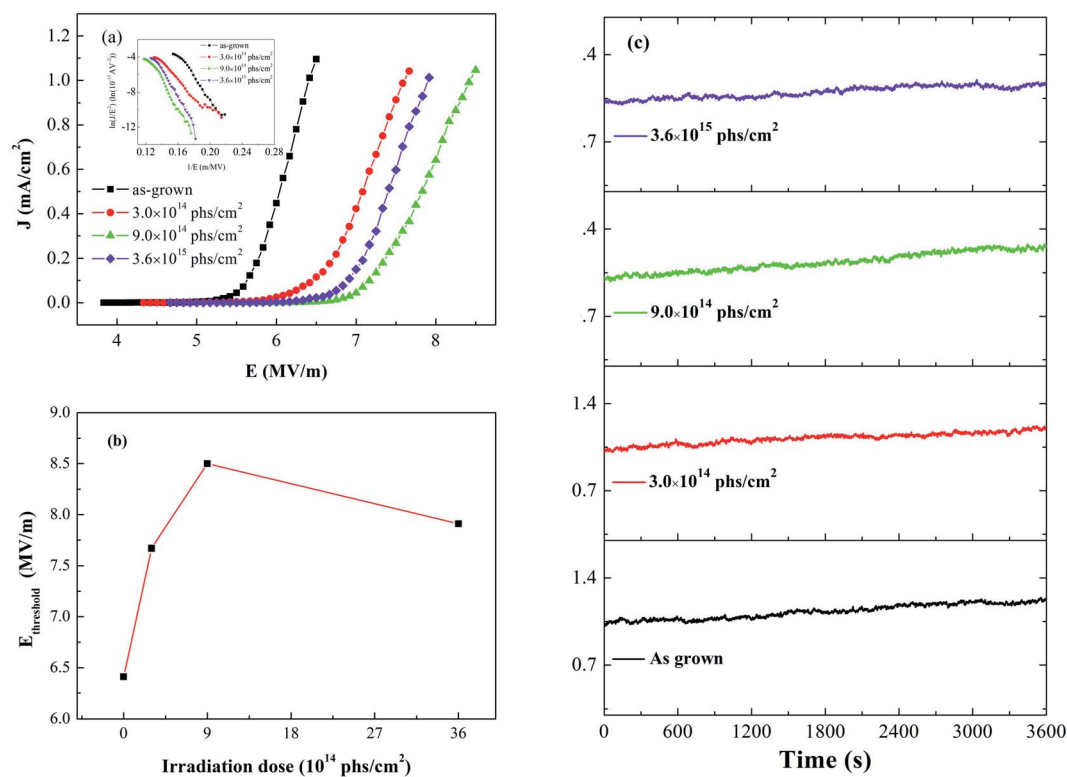 (a)
1.2
1.0
0.8
0.6
0.4
0.2
0.0
J (mA/cm²)
4
5
6
7
8
E (MV/m)
as-grown
3.0×10¹⁴ phs/cm²
9.0×10¹⁴ phs/cm²
3.6×10¹⁵ phs/cm²
-4
-8
-12
0.12
0.16
0.20
0.24
0.28
1/E (m/MV)
as-grown
3.0×10¹⁴ phs/cm²
9.0×10¹⁴ phs/cm²
3.6×10¹⁵ phs/cm²
(b)
9.0
8.5
8.0
7.5
7.0
6.5
6.0
E threshold (MV/m)
0
9
18
27
36
Irradiation dose (10¹⁴ phs/cm²)
(c)
.4
.7
3.6×10¹⁵ phs/cm²
.4
.7
9.0×10¹⁴ phs/cm²
1.4
0.7
3.0×10¹⁴ phs/cm²
1.4
0.7
As grown
0
600
1200
1800
2400
3000
3600
Time (s)